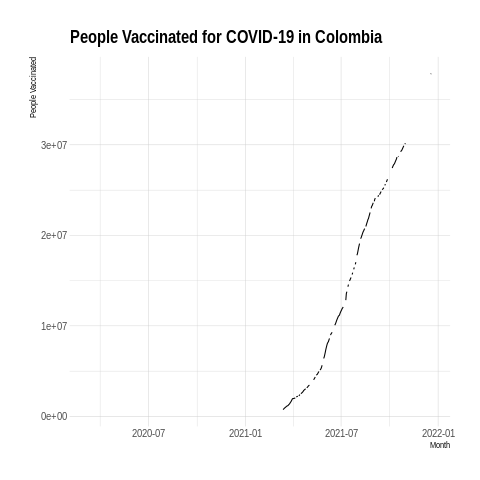 People Vaccinated for COVID-19 in Colombia
People Vaccinated
3e+07
2e+07
1e+07
0e+00
2020-07
2021-01
2021-07
2022-01
Month